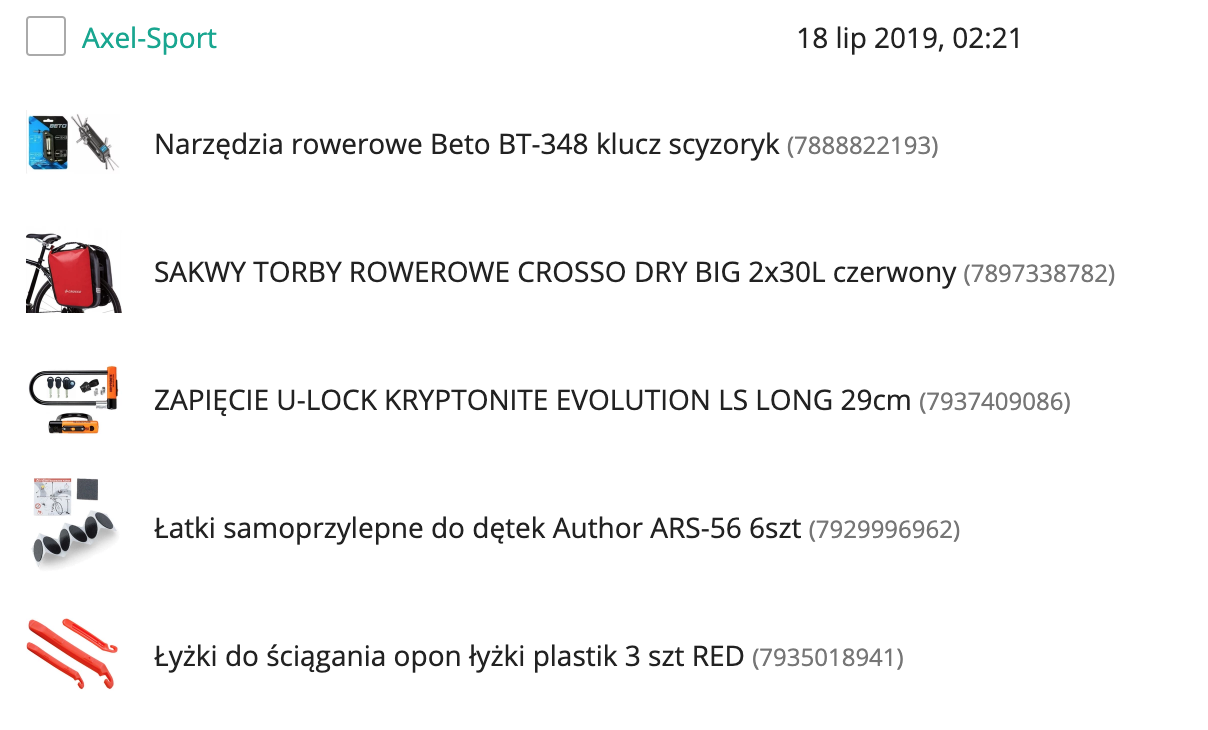 Axel-Sport
18 lip 2019, 02:21
BETO
Narzędzia rowerowe Beto BT-348 klucz scyzoryk (7888822193)
SAKWY TORBY ROWEROWE CROSSO DRY BIG 2x30L czerwony (7897338782)
ZAPIĘCIE U-LOCK KRYPTONITE EVOLUTION LS LONG 29cm (7937409086)
Łatki samoprzylepne do dętek Author ARS-56 6szt (7929996962)
Łyżki do ściągania opon łyżki plastik 3 szt RED (7935018941)